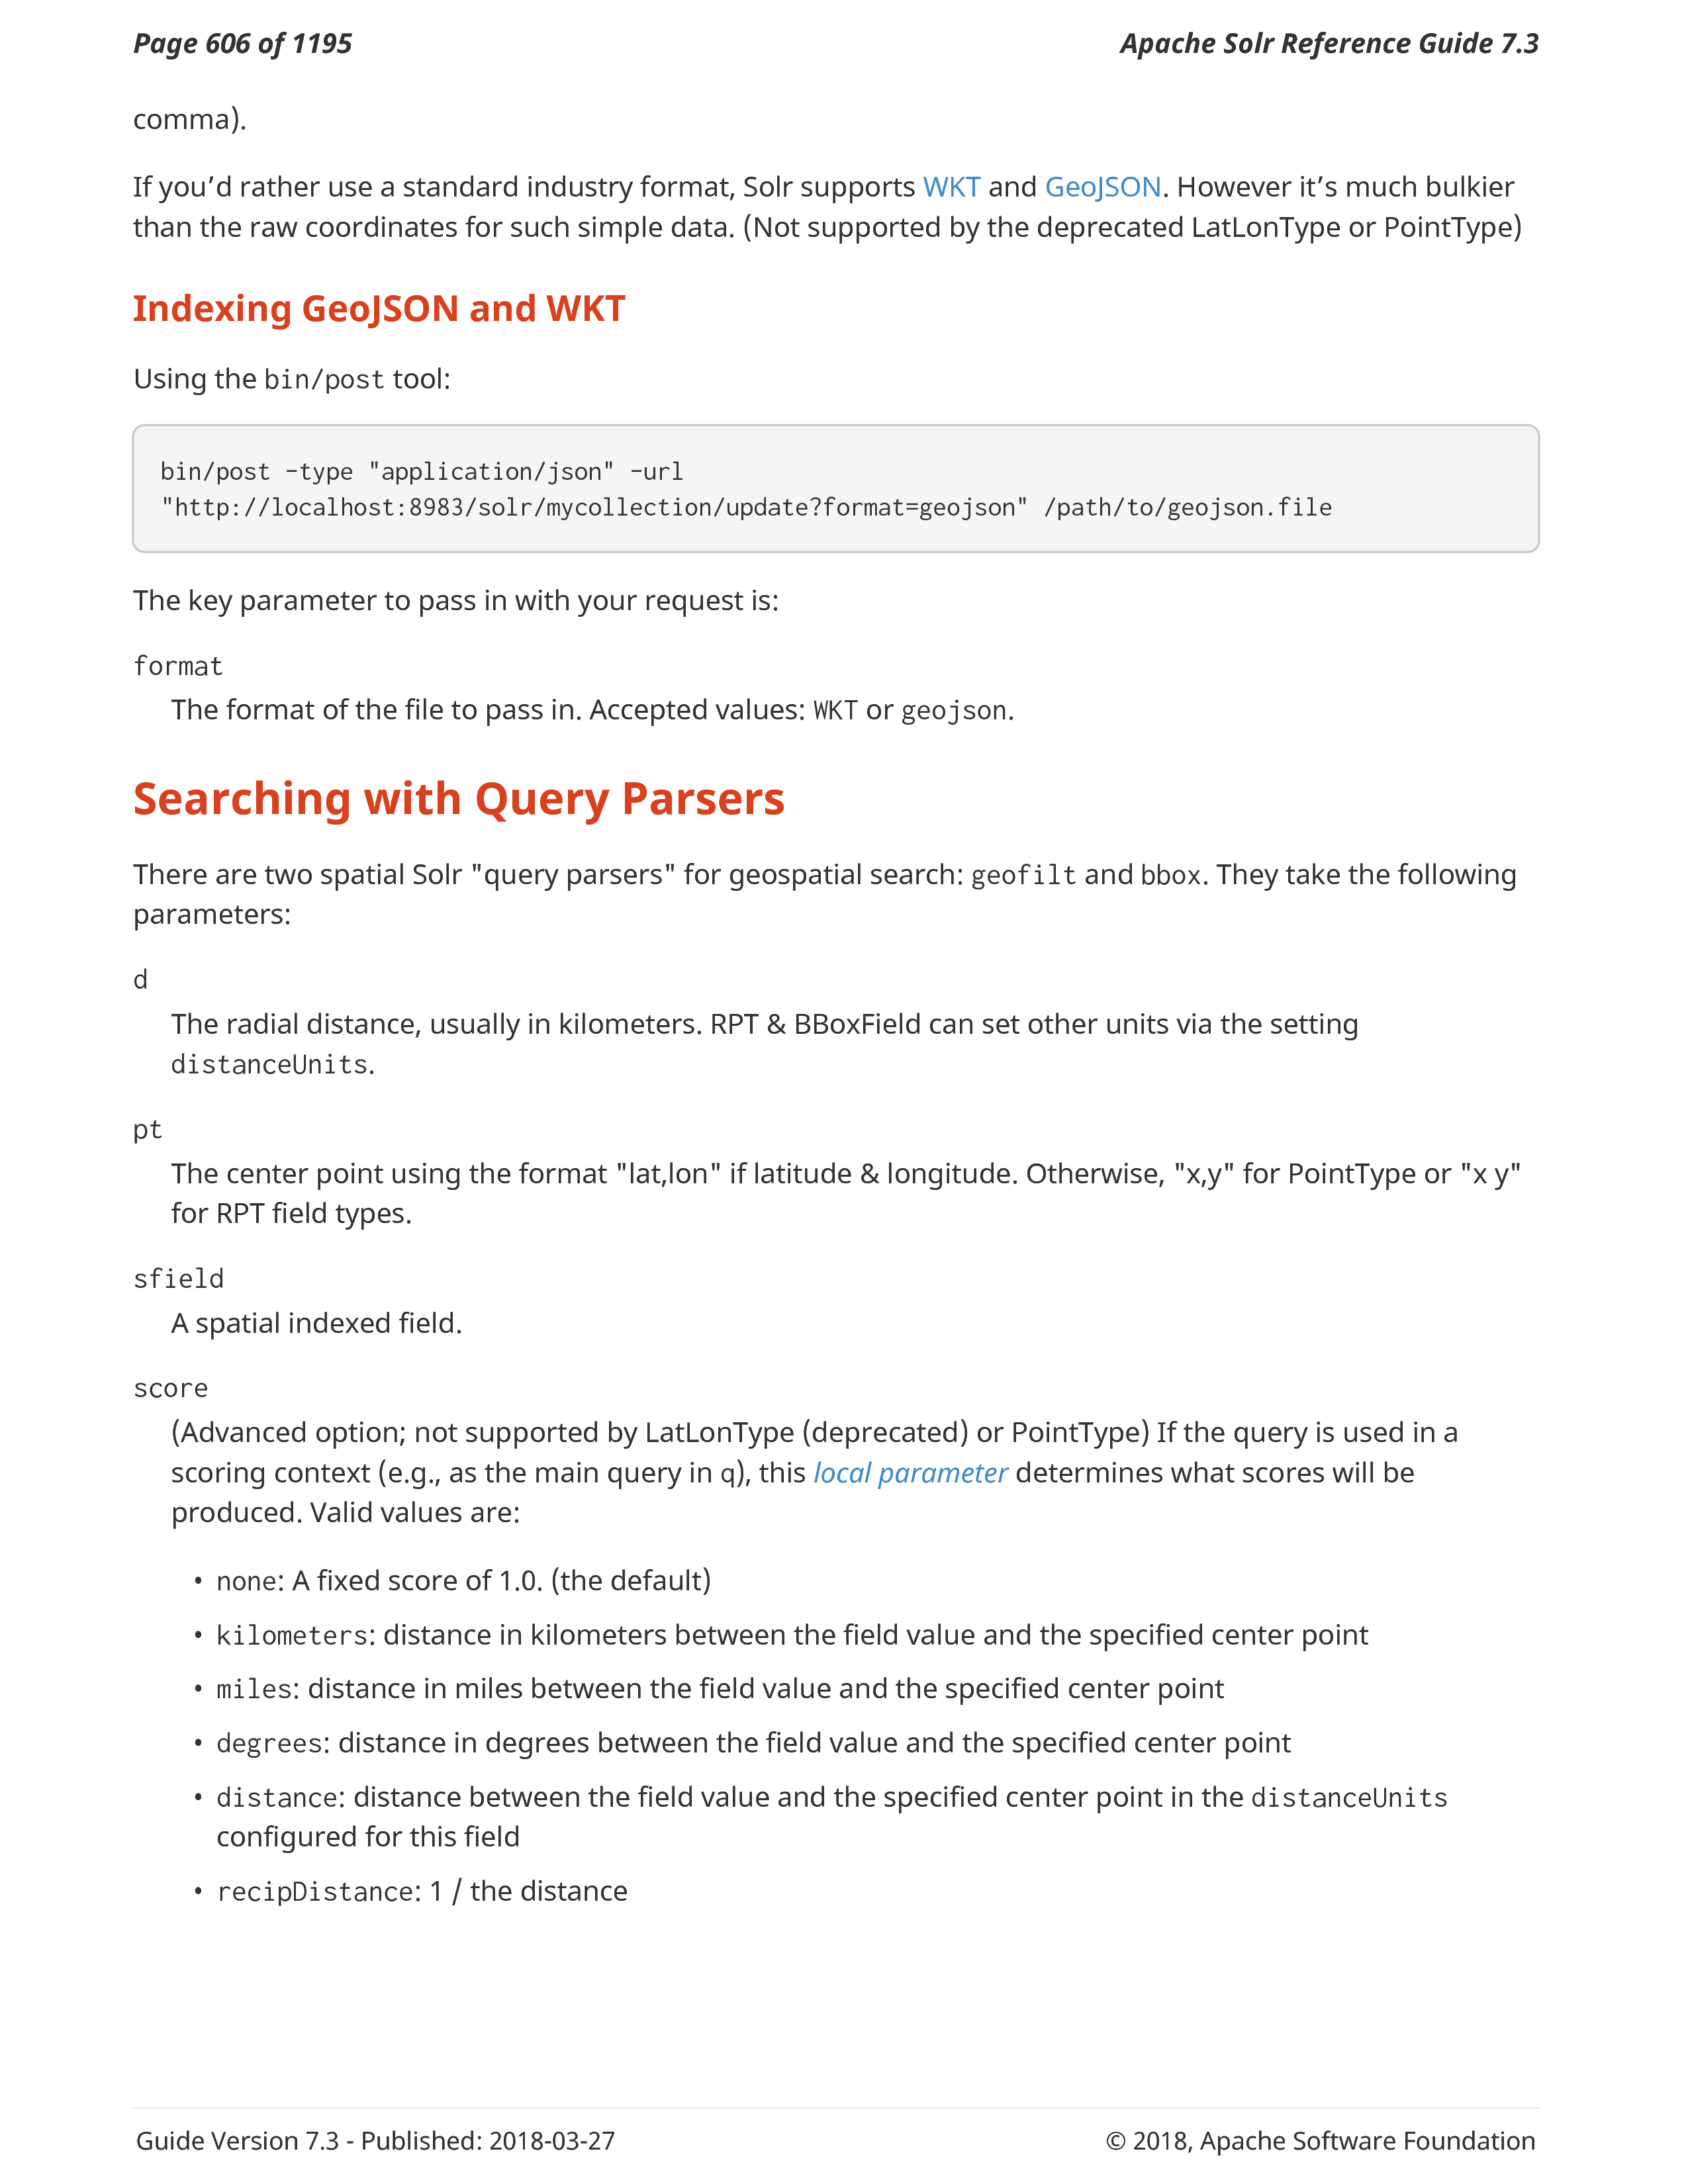 Page 606 of 1195
Apache Solr Reference Guide 7.3
comma).
If you’d rather use a standard industry format, Solr supports WKT and GeoJSON. However it’s much bulkier
than the raw coordinates for such simple data. (Not supported by the deprecated LatLonType or PointType)
Indexing GeoJSON and WKT
Using the bin/post tool:
bin/post -type "application/json" -url
"http://localhost:8983/solr/mycollection/update?format=geojson" /path/to/geojson.file
The key parameter to pass in with your request is:
format
The format of the file to pass in. Accepted values: WKT or geojson.
Searching with Query Parsers
There are two spatial Solr "query parsers" for geospatial search: geofilt and bbox. They take the following
parameters:
d
The radial distance, usually in kilometers. RPT & BBoxField can set other units via the setting
distanceUnits.
pt
The center point using the format "lat,lon" if latitude & longitude. Otherwise, "x,y" for PointType or "x y"
for RPT field types.
sfield
A spatial indexed field.
score
(Advanced option; not supported by LatLonType (deprecated) or PointType) If the query is used in a
scoring context (e.g., as the main query in q), this local parameter determines what scores will be
produced. Valid values are:
• none: A fixed score of 1.0. (the default)
• kilometers: distance in kilometers between the field value and the specified center point
• miles: distance in miles between the field value and the specified center point
• degrees: distance in degrees between the field value and the specified center point
• distance: distance between the field value and the specified center point in the distanceUnits
configured for this field
• recipDistance: 1 / the distance
Guide Version 7.3 - Published: 2018-03-27
© 2018, Apache Software Foundation